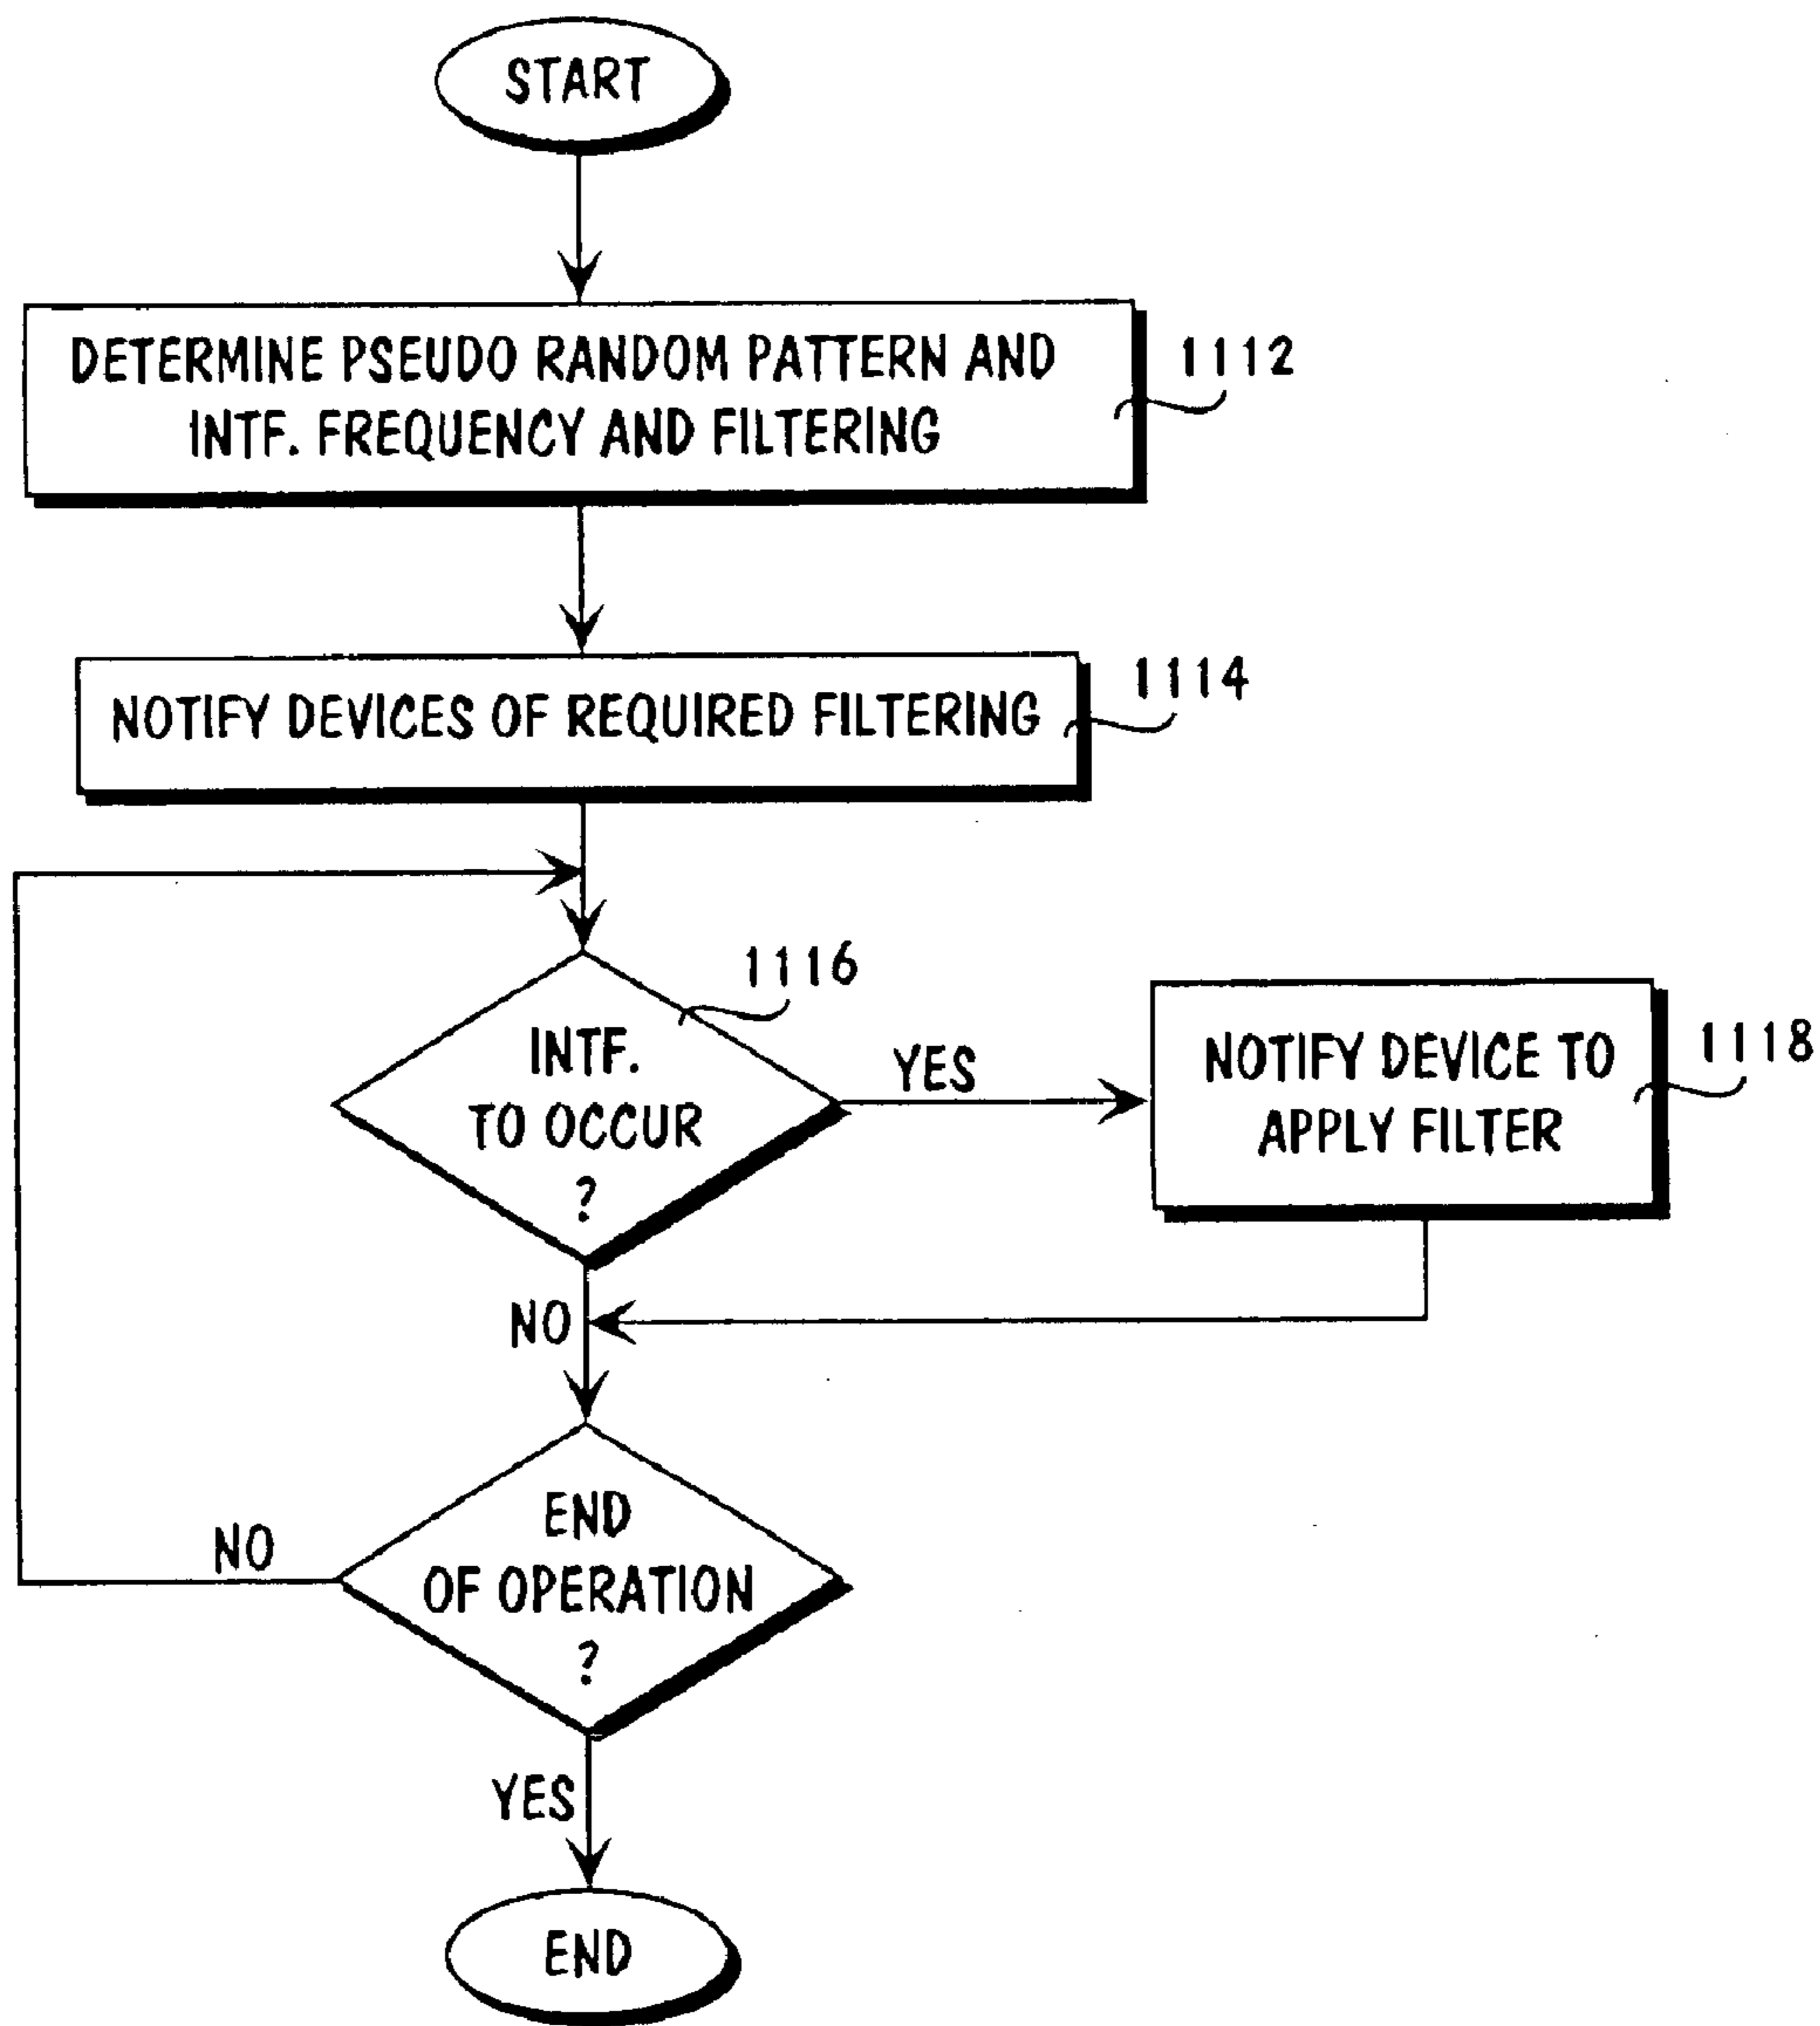 START
DETERMINE PSEUDO RANDOM PATTERN AND
INTF. FREQUENCY AND FILTERING
1112
NOTIFY DEVICES OF REQUIRED FILTERING
1114
1116
INTF.
TO OCCUR
?
YES
NOTIFY DEVICE TO
APPLY FILTER
1118
NO
END
OF OPERATION
?
NO
YES
END